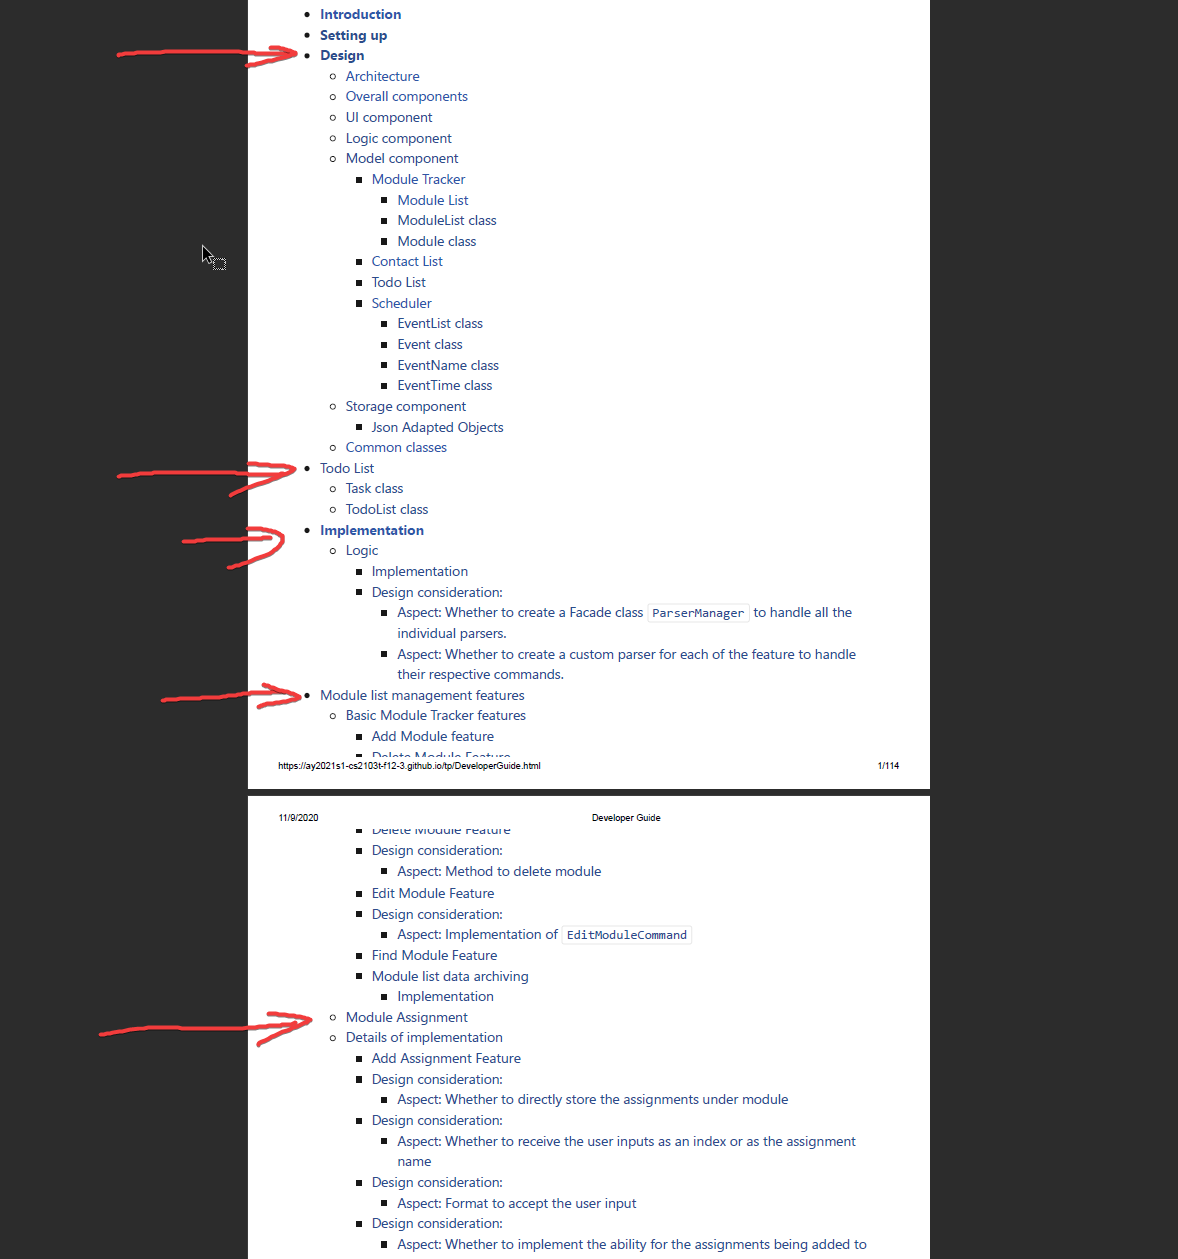 Introduction
Setting up
Design
Architecture
Overall components
UI component
Logic component
Model component
Module Tracker
Module List
ModuleList class
Module class
Contact List
Todo List
Scheduler
EventList class
Event class
EventName class
EventTime class
Storage component
Json Adapted Objects
Common classes
Todo List
Task class
TodoList class
Implementation
Logic
Implementation
Design consideration:
Aspect: Whether to create a Facade class ParserManager to handle all the
individual parsers.
Aspect: Whether to create a custom parser for each of the feature to handle
their respective commands.
Module list management features
Basic Module Tracker features
Add Module feature
Delete Module Feature
https://ay2021s1-cs2103t-f12-3.github.io/tp/DeveloperGuide.html 1/114
11/9/2020 Developer Guide
Delete Module Feature
Design consideration:
Aspect: Method to delete module
Edit Module Feature
Design consideration:
Aspect: Implementation of EditModuleCommand
Find Module Feature
Module list data archiving
Implementation
Module Assignment
Details of implementation
Add Assignment Feature
Design consideration:
Aspect: Whether to directly store the assignments under module
Design consideration:
Aspect: Whether to receive the user inputs as an index or as the assignment
name
Design consideration:
Aspect: Format to accept the user input
Design consideration:
Aspect: Whether to implement the ability for the assignments being added to